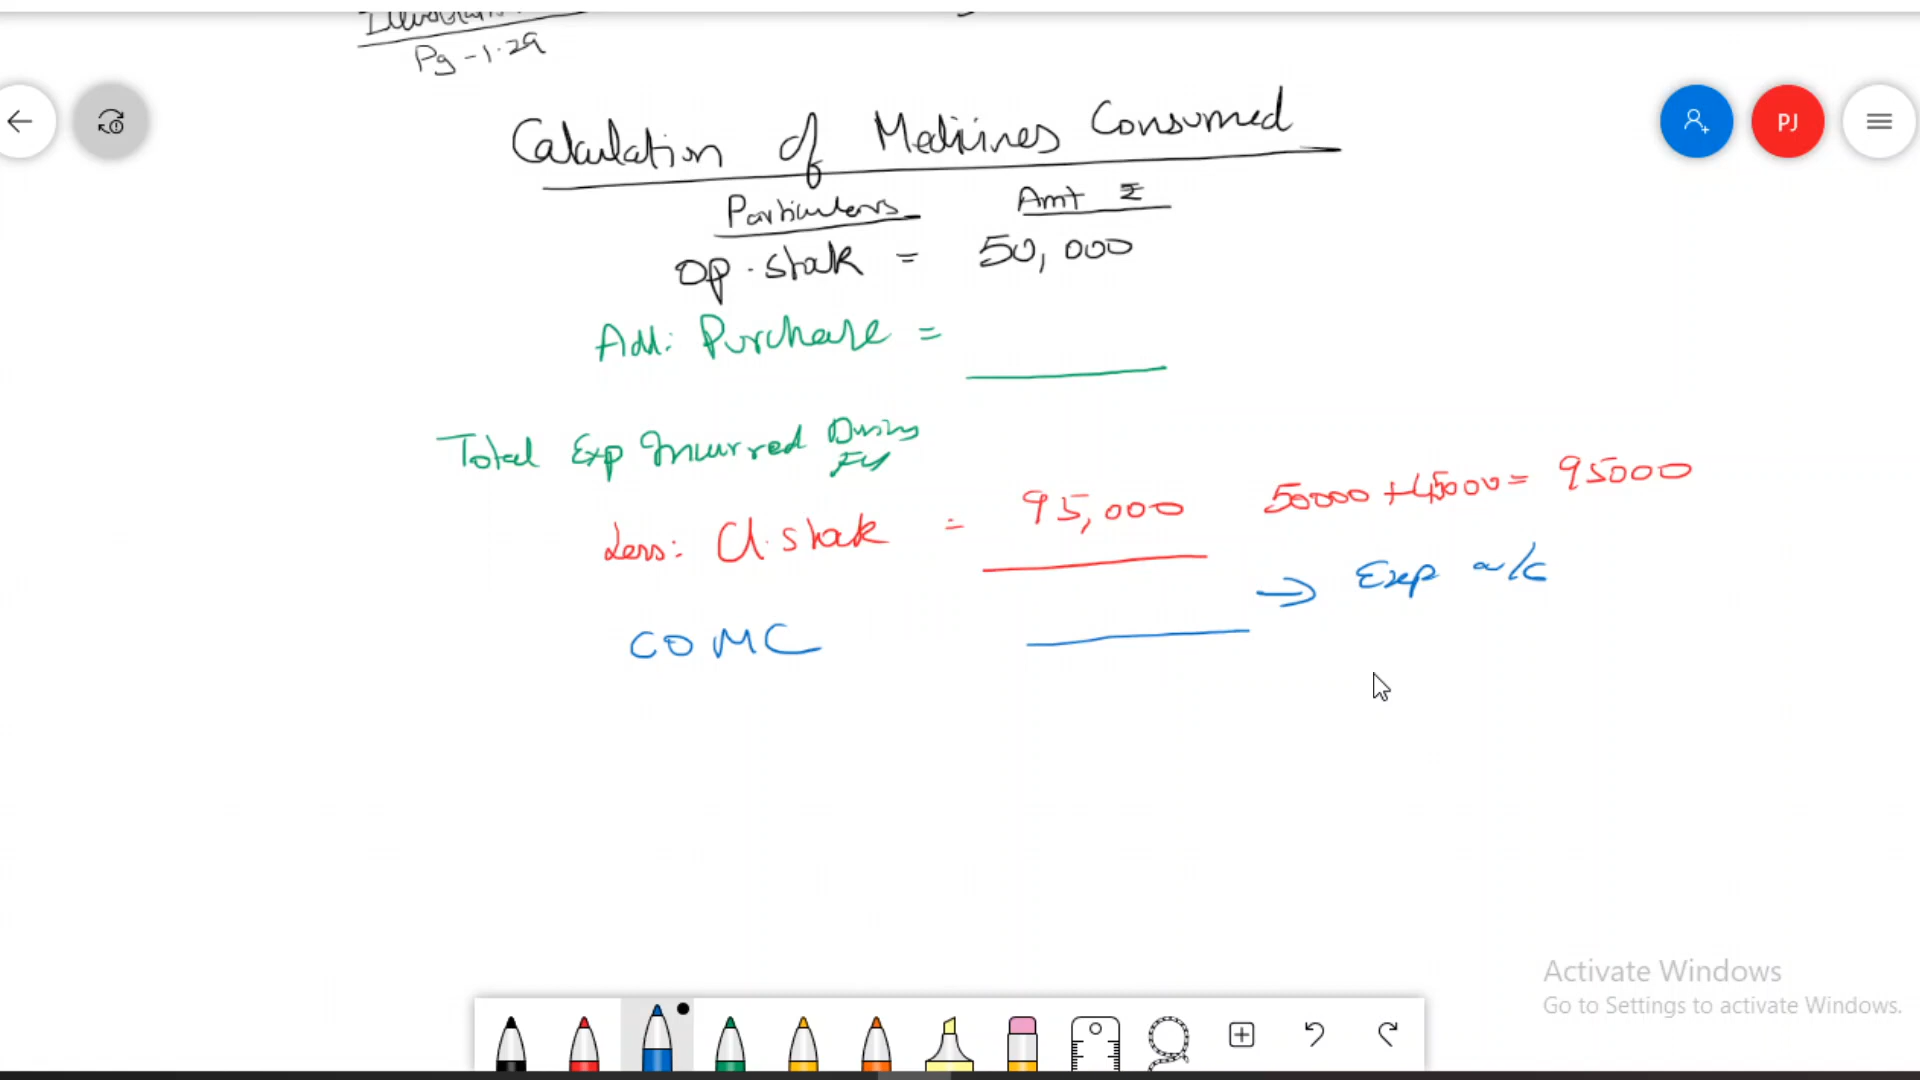 Pg - 1.29
Calculation of Medicines Consumed
Particulars Amt ₹
Op. stock = 50,000
Add: Purchase =
Total Exp Incurred During FY
Less: Cl. stock = 95,000 50000 + 45000 = 95000
→ Exp a/c
COMC
PJ
Activate Windows
Go to Settings to activate Windows.